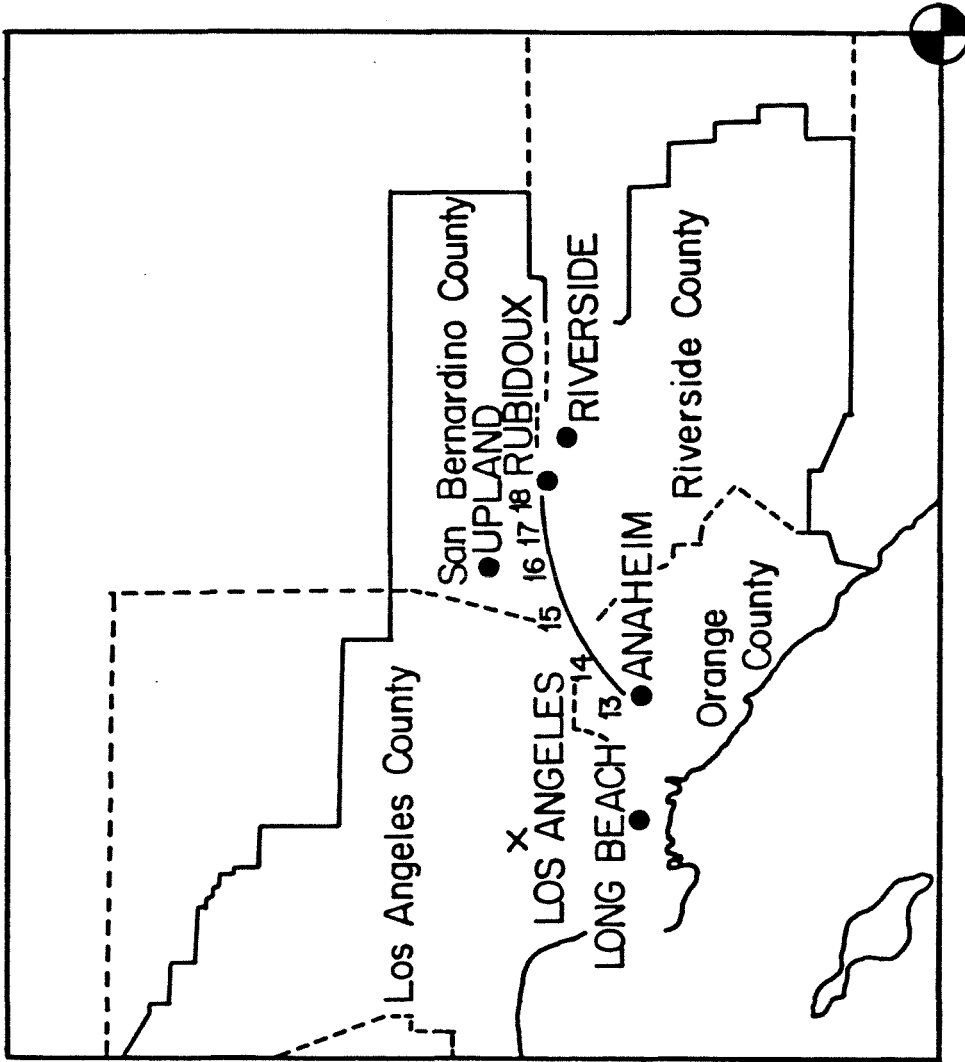 San Bernardino County
UPLAND
16 17 18 RUBIDOUX
RIVERSIDE
Los Angeles County
LOS ANGELES
X
15
14
13
LONG BEACH
ANAHEIM
Riverside County
Orange
County